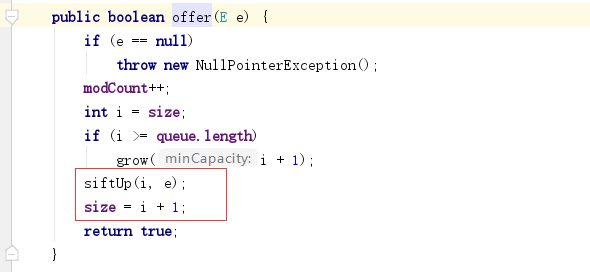 public boolean offer(E e) {
if (e == null)
throw new NullPointerException();
modCount++;
int i = size;
if (i >= queue.length)
grow( minCapacity: i + 1);
siftUp(i, e);
size = i + 1;
return true;
}